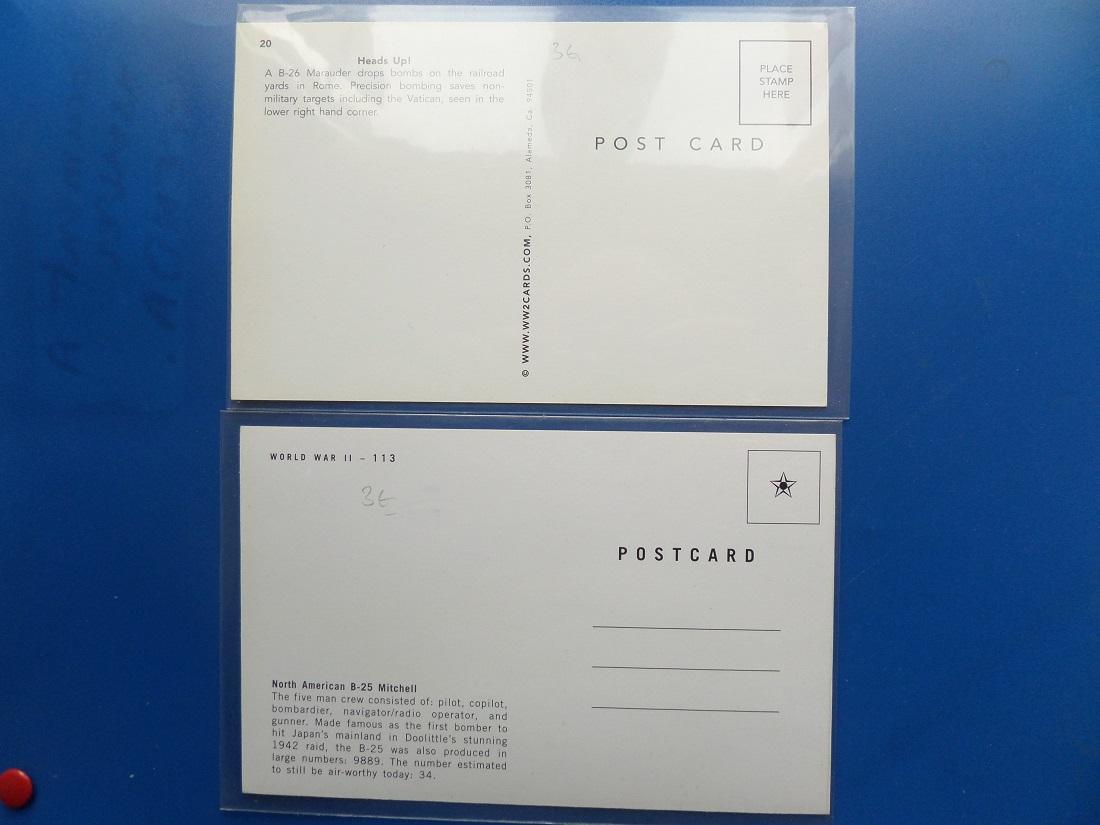 20
Heads Up!
A B-26 Marauder drops bombs on the railroad
yards in Rome. Precision bombing saves non-
military targets including the Vatican, seen in the
lower right hand corner.
© WWW.WW2CARDS.COM, P.O. Box 3081, Alameda, Ca. 94501
3€
PLACE
STAMP
HERE
POST CARD
WORLD WAR II – 113
3€
POSTCARD
North American B-25 Mitchell
The five man crew consisted of: pilot, copilot,
bombardier, navigator/radio operator, and
gunner. Made famous as the first bomber to
hit Japan's mainland in Doolittle's stunning
1942 raid, the B-25 was also produced in
large numbers: 9889. The number estimated
to still be air-worthy today: 34.